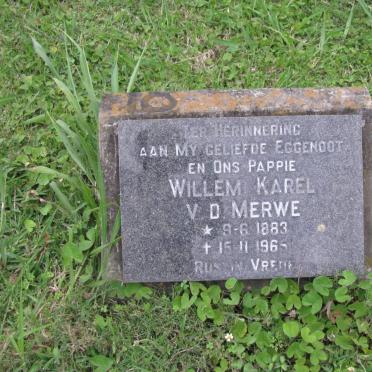 TER HERINNERING
AAN MY GELIEFDE EGGENOOT
EN ONS PAPPIE
WILLEM KAREL
V D MERWE
* 9-6-1883
+ 15-11-1965
RUS IN VREDE